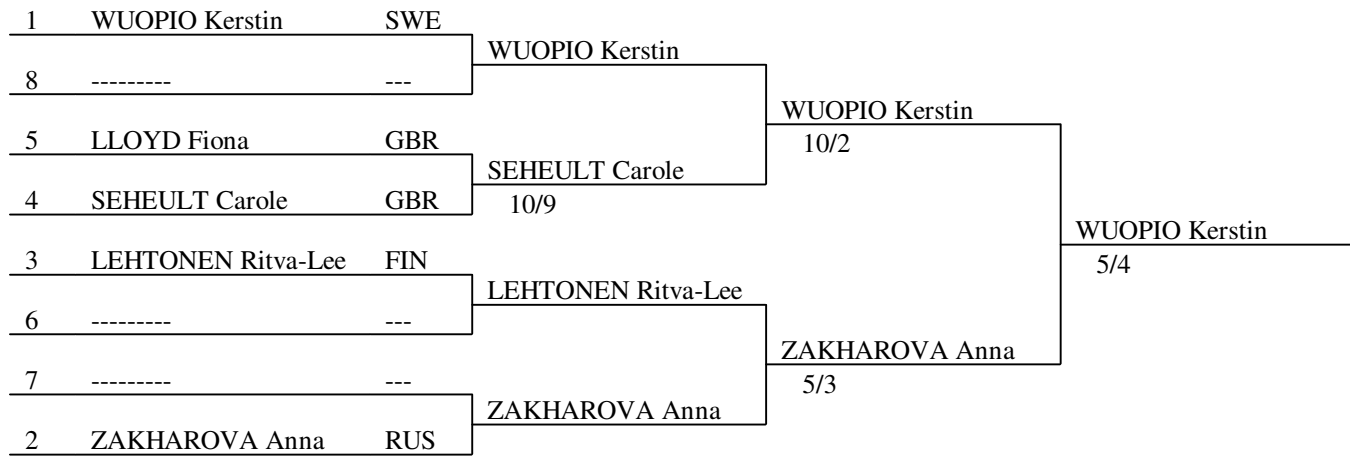 1 WUOPIO Kerstin SWE
WUOPIO Kerstin
8 --------- ---
WUOPIO Kerstin
10/2
5 LLOYD Fiona GBR
SEHEULT Carole
10/9
4 SEHEULT Carole GBR
WUOPIO Kerstin
5/4
3 LEHTONEN Ritva-Lee FIN
LEHTONEN Ritva-Lee
6 --------- ---
ZAKHAROVA Anna
5/3
7 --------- ---
ZAKHAROVA Anna
2 ZAKHAROVA Anna RUS